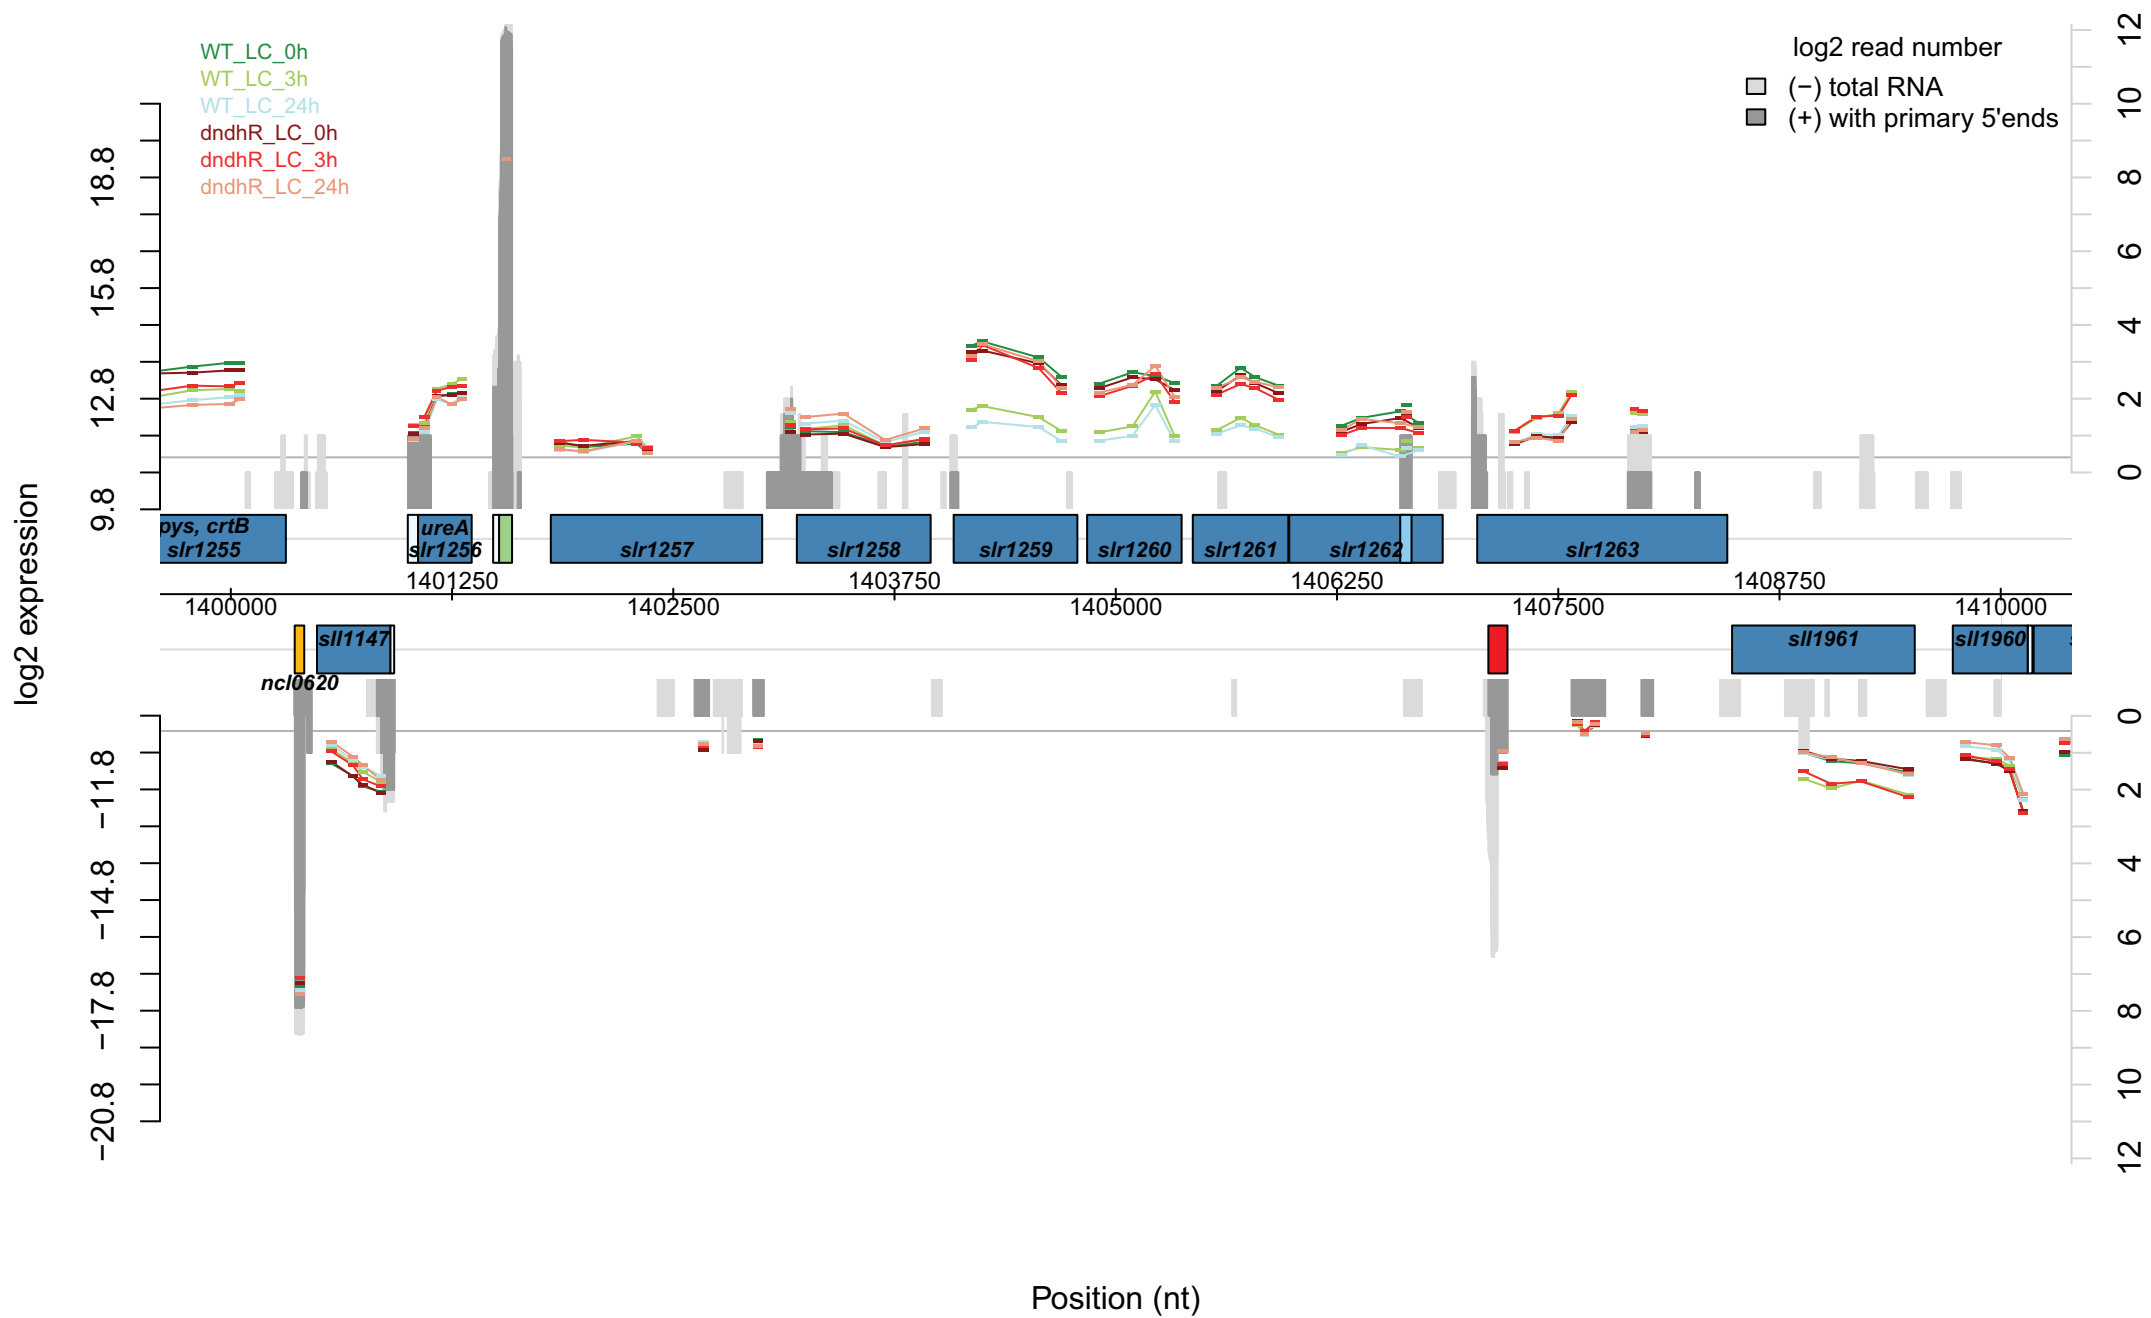 WT_LC_0h
WT_LC_3h
WT_LC_24h
dndhR_LC_0h
dndhR_LC_3h
dndhR_LC_24h
log2 read number
(−) total RNA
(+) with primary 5'ends
12
10
8
6
4
2
0
18.8
15.8
12.8
9.8
log2 expression
pys, crtB
slr1255
ureA
slr1256
slr1257
slr1258
slr1259
slr1260
slr1261
slr1262
slr1263
1401250
1403750
1406250
1408750
1400000
1402500
1405000
1407500
1410000
sll1147
sll1961
sll1960
ncl0620
−11.8
−14.8
−17.8
−20.8
0
2
4
6
8
10
12
Position (nt)